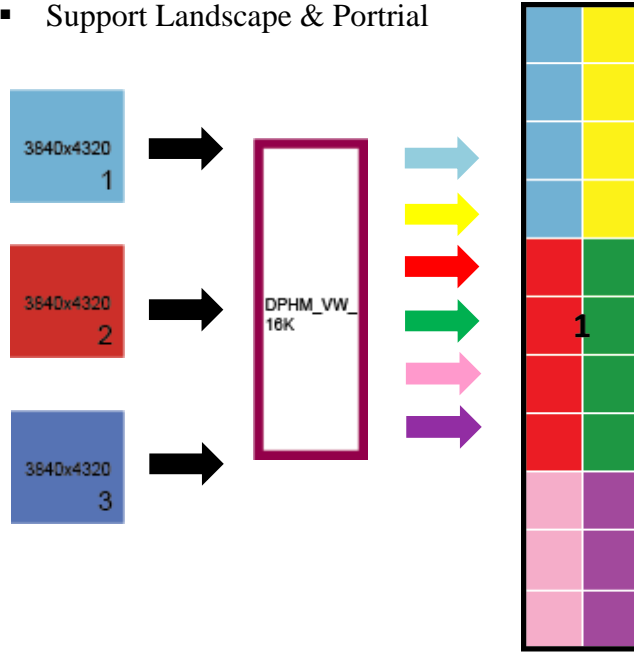 ▪ Support Landscape & Portrial
3840x4320
1
3840x4320
2
3840x4320
3
DPHM_VW_
16K
1